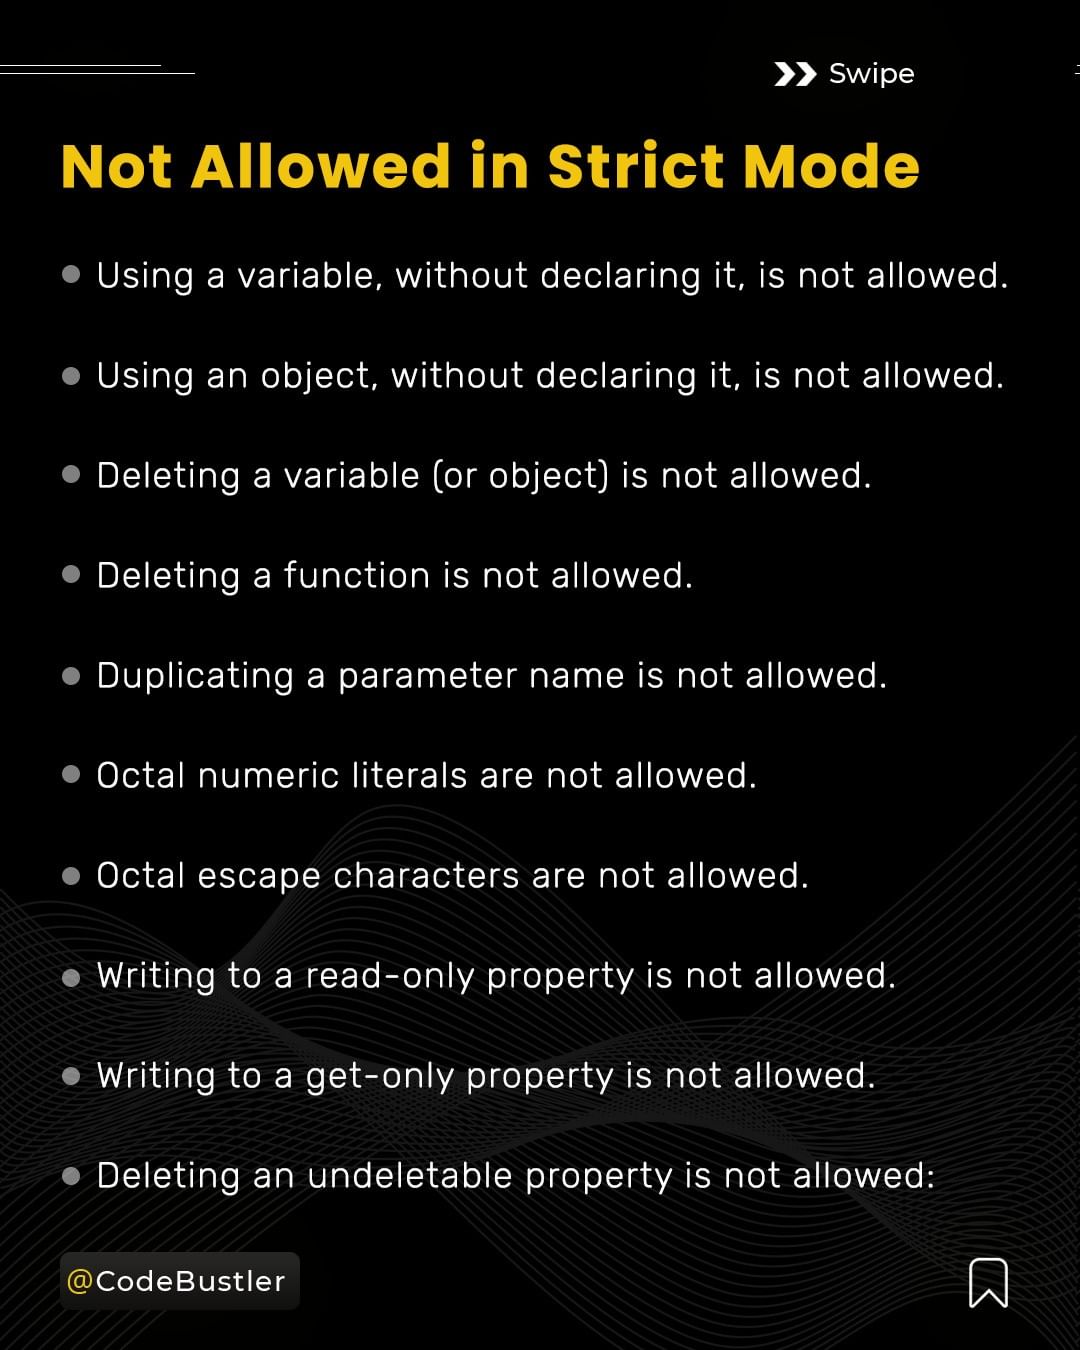 Swipe
Not Allowed in Strict Mode
Using a variable, without declaring it, is not allowed.
Using an object, without declaring it, is not allowed.
Deleting a variable (or object) is not allowed.
Deleting a function is not allowed.
Duplicating a parameter name is not allowed.
Octal numeric literals are not allowed.
Octal escape characters are not allowed.
Writing to a read-only property is not allowed.
Writing to a get-only property is not allowed.
Deleting an undeletable property is not allowed:
@CodeBustler